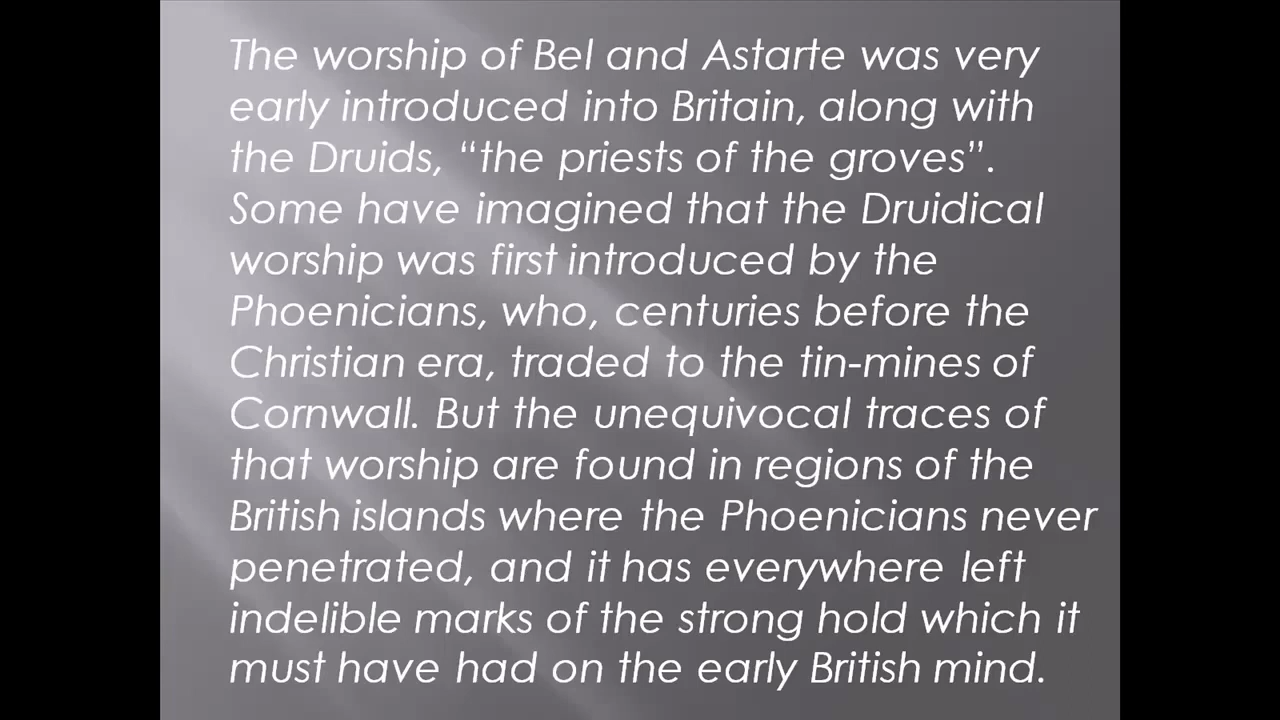 The worship of Bel and Astarte was very
early introduced into Britain, along with
the Druids, “the priests of the groves”.
Some have imagined that the Druidical
worship was first introduced by the
Phoenicians, who, centuries before the
Christian era, traded to the tin-mines of
Cornwall. But the unequivocal traces of
that worship are found in regions of the
British islands where the Phoenicians never
penetrated, and it has everywhere left
indelible marks of the strong hold which it
must have had on the early British mind.